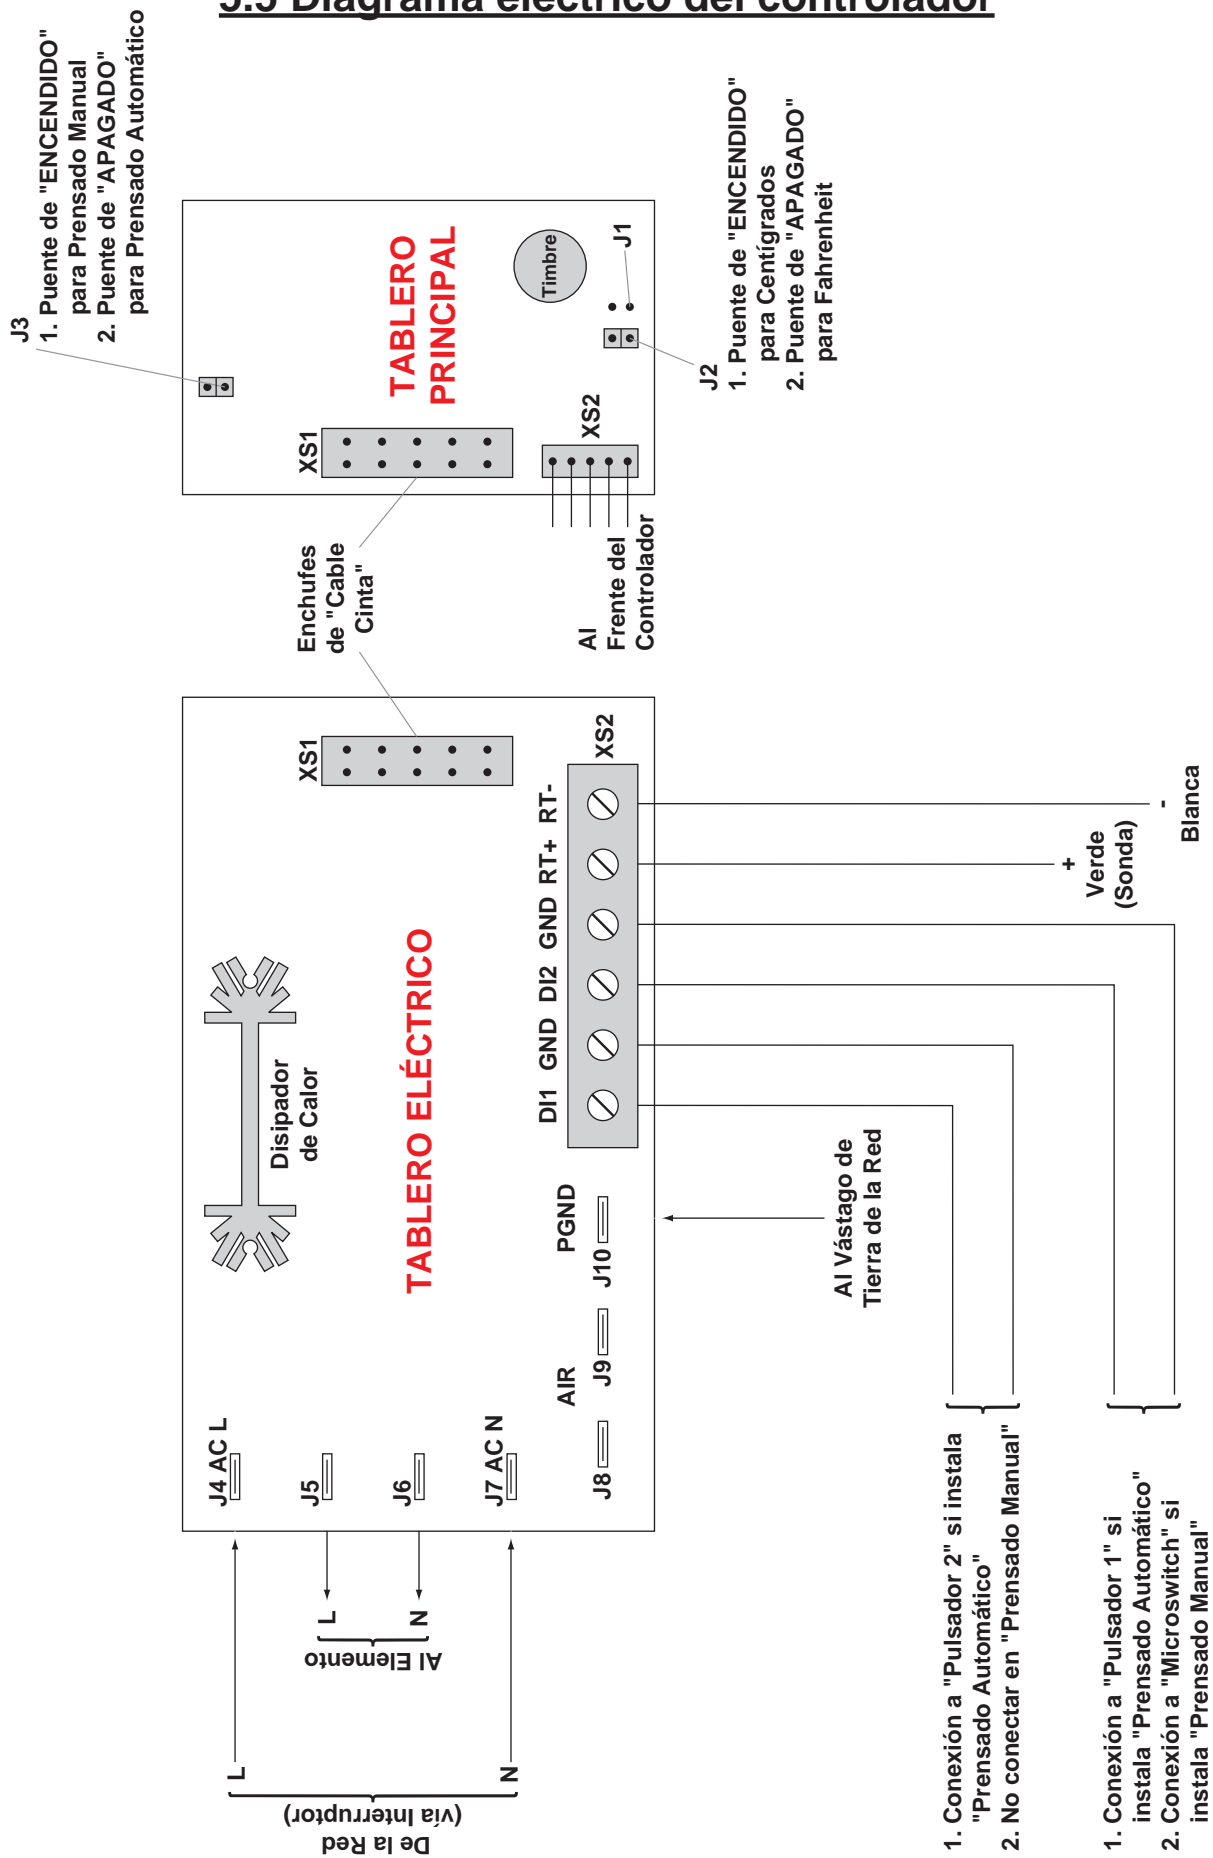 5.5 Diagrama eléctrico del controlador
J3
1. Puente de "ENCENDIDO"
para Prensado Manual
2. Puente de "APAGADO"
para Prensado Automático
TABLERO
PRINCIPAL
Timbre
J1
XS1
XS2
J2
1. Puente de "ENCENDIDO"
para Centígrados
2. Puente de "APAGADO"
para Fahrenheit
Enchufes
de "Cable
Cinta"
Al
Frente del
Controlador
XS1
XS2
Disipador
de Calor
TABLERO ELÉCTRICO
DI1
GND
DI2
GND
RT+
RT-
J4 AC L
J5
J6
J7 AC N
J8
AIR
J9
PGND
J10
L
N
Al Elemento
L
N
De la Red
(vía Interruptor)
Al Vástago de
Tierra de la Red
+
Verde
(Sonda)
-
Blanca
1. Conexión a "Pulsador 2" si instala
"Prensado Automático"
2. No conectar en "Prensado Manual"
1. Conexión a "Pulsador 1" si
instala "Prensado Automático"
2. Conexión a "Microswitch" si
instala "Prensado Manual"